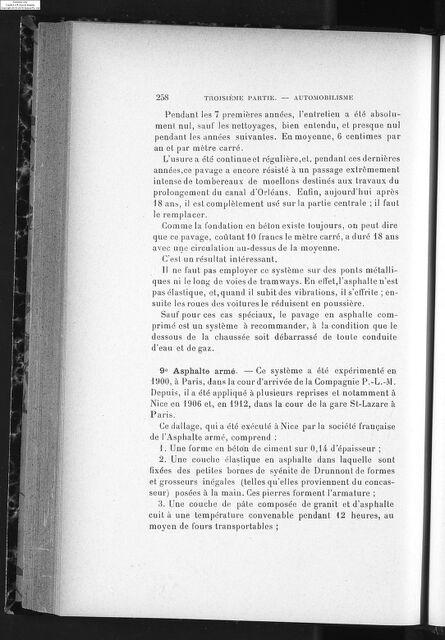 258 TROISIÈME PARTIE. — AUTOMOBILISME
Pendant les 7 premières années, l'entretien a été absolu-
ment nul, sauf les nettoyages, bien entendu, et presque nul
pendant les années suivantes. En moyenne, 6 centimes par
an et par mètre carré.
L'usure a été continue et régulière, et, pendant ces dernières
années, ce pavage a encore résisté à un passage extrêmement
intense de tombereaux de moellons destinés aux travaux du
prolongement du canal d'Orléans. Enfin, aujourd'hui après
18 ans, il est complètement usé sur la partie centrale ; il faut
le remplacer.
Comme la fondation en béton existe toujours, on peut dire
que ce pavage, coûtant 10 francs le mètre carré, a duré 18 ans
avec une circulation au-dessus de la moyenne.
C'est un résultat intéressant.
Il ne faut pas employer ce système sur des ponts métalli-
ques ni le long de voies de tramways. En effet, l'asphalte n'est
pas élastique, et, quand il subit des vibrations, il s'effrite ; en-
suite les roues des voitures le réduisent en poussière.
Sauf pour ces cas spéciaux, le pavage en asphalte com-
primé est un système à recommander, à la condition que le
dessous de la chaussée soit débarrassé de toute conduite
d'eau et de gaz.
9° Asphalte armé. — Ce système a été expérimenté en
1900, à Paris, dans la cour d'arrivée de la Compagnie P.-L.-M.
Depuis, il a été appliqué à plusieurs reprises et notamment à
Nice en 1906 et, en 1912, dans la cour de la gare St-Lazare à
Paris.
Ce dallage, qui a été exécuté à Nice par la société française
de l'Asphalte armé, comprend :
1. Une forme en béton de ciment sur 0,14 d'épaisseur ;
2. Une couche élastique en asphalte dans laquelle sont
fixées des petites bornes de syénite de Drunnont de formes
et grosseurs inégales (telles qu'elles proviennent du concas-
seur) posées à la main. Ces pierres forment l'armature ;
3. Une couche de pâte composée de granit et d'asphalte
cuit à une température convenable pendant 12 heures, au
moyen de fours transportables ;